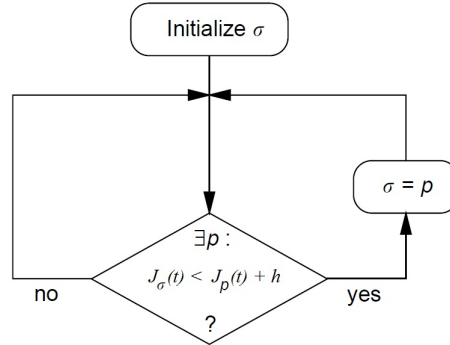 Initialize σ
σ = p
∃p :
J_σ(t) < J_p(t) + h
?
no
yes